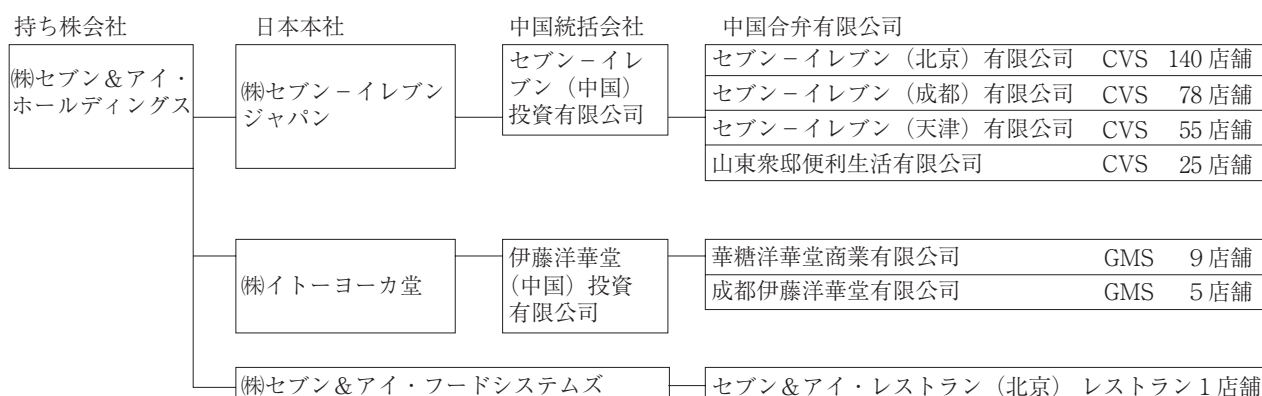 持ち株会社
日本本社
中国統括会社
中国合弁有限公司
㈱セブン＆アイ・
ホールディングス
㈱セブン－イレブン
ジャパン
セブン－イレ
ブン（中国）
投資有限公司
セブン－イレブン（北京）有限公司 CVS 140 店舗
セブン－イレブン（成都）有限公司 CVS 78 店舗
セブン－イレブン（天津）有限公司 CVS 55 店舗
山東衆邸便利生活有限公司 CVS 25 店舗
㈱イトーヨーカ堂
伊藤洋華堂
（中国）投資
有限公司
華糖洋華堂商業有限公司 GMS 9 店舗
成都伊藤洋華堂有限公司 GMS 5 店舗
㈱セブン＆アイ・フードシステムズ
セブン＆アイ・レストラン（北京） レストラン 1 店舗